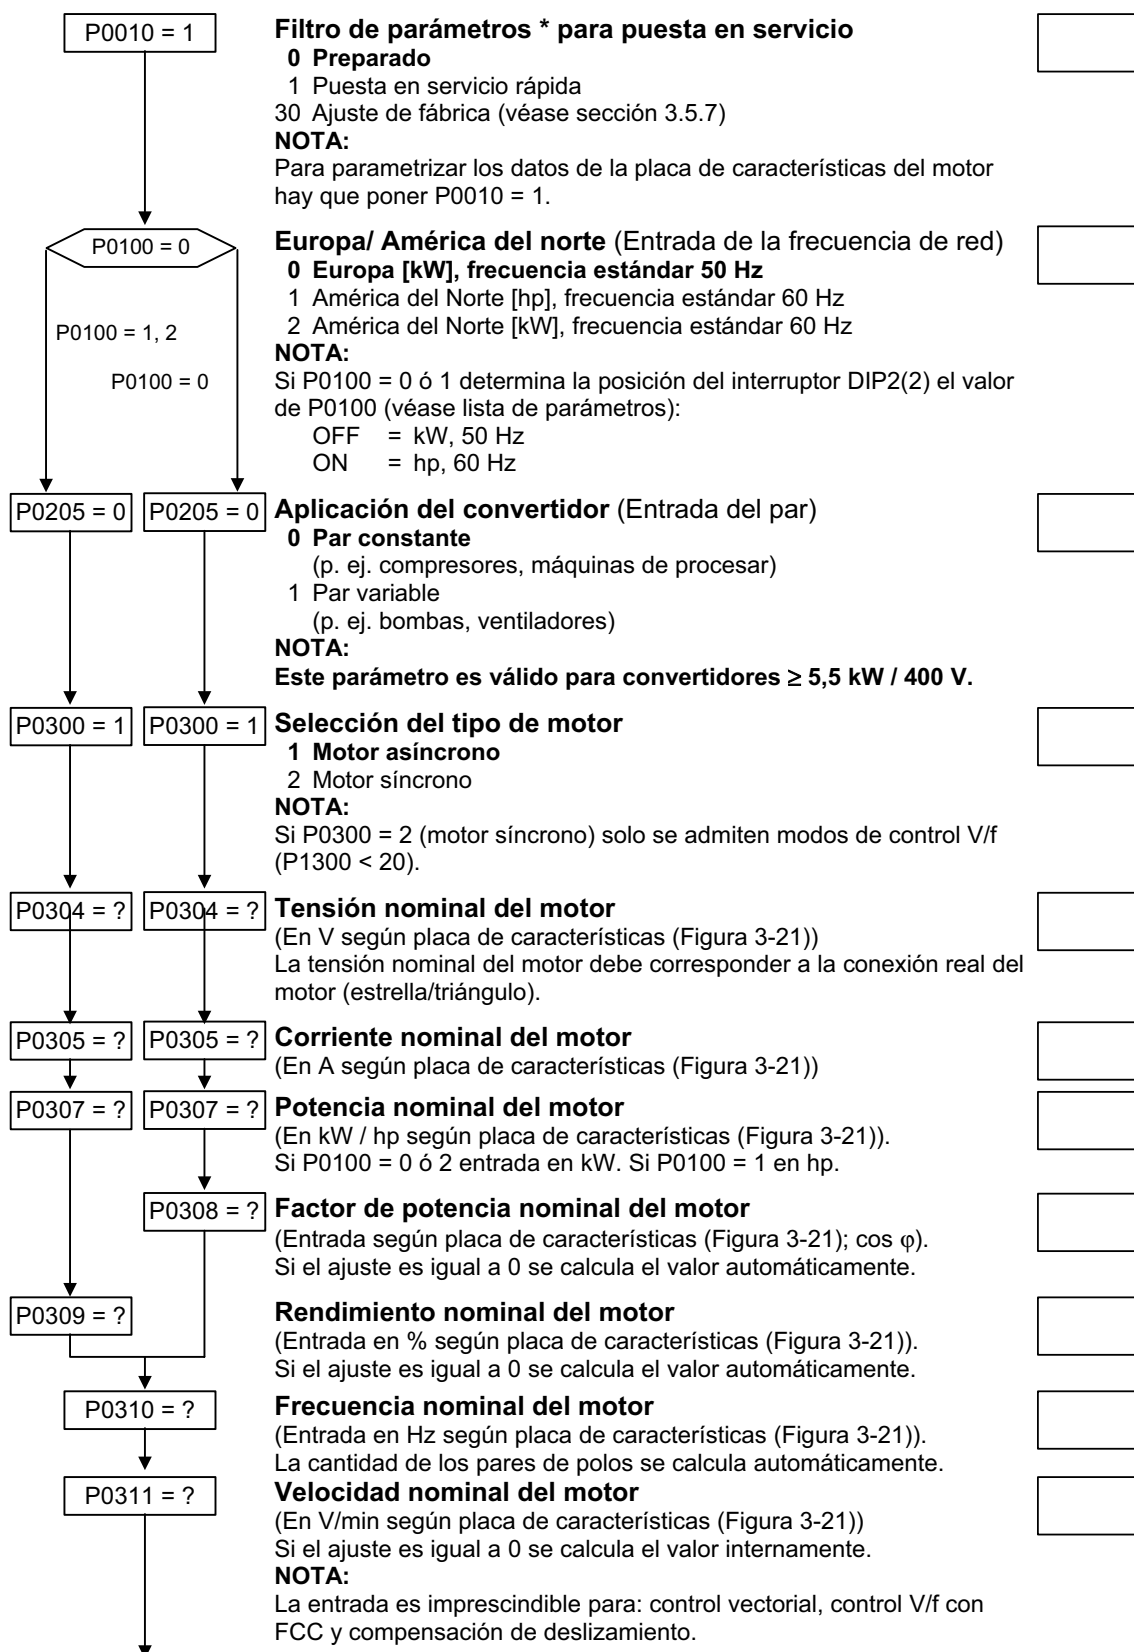 P0010 = 1
Filtro de parámetros * para puesta en servicio
0 Preparado
1 Puesta en servicio rápida
30 Ajuste de fábrica (véase sección 3.5.7)
NOTA:
Para parametrizar los datos de la placa de características del motor
hay que poner P0010 = 1.
P0100 = 0
P0100 = 1, 2
P0100 = 0
Europa/ América del norte (Entrada de la frecuencia de red)
0 Europa [kW], frecuencia estándar 50 Hz
1 América del Norte [hp], frecuencia estándar 60 Hz
2 América del Norte [kW], frecuencia estándar 60 Hz
NOTA:
Si P0100 = 0 ó 1 determina la posición del interruptor DIP2(2) el valor
de P0100 (véase lista de parámetros):
OFF = kW, 50 Hz
ON = hp, 60 Hz
P0205 = 0 P0205 = 0 Aplicación del convertidor (Entrada del par)
0 Par constante
(p. ej. compresores, máquinas de procesar)
1 Par variable
(p. ej. bombas, ventiladores)
NOTA:
Este parámetro es válido para convertidores ≥ 5,5 kW / 400 V.
P0300 = 1 P0300 = 1 Selección del tipo de motor
1 Motor asíncrono
2 Motor síncrono
NOTA:
Si P0300 = 2 (motor síncrono) solo se admiten modos de control V/f
(P1300 < 20).
P0304 = ? P0304 = ? Tensión nominal del motor
(En V según placa de características (Figura 3-21))
La tensión nominal del motor debe corresponder a la conexión real del
motor (estrella/triángulo).
P0305 = ? P0305 = ? Corriente nominal del motor
(En A según placa de características (Figura 3-21))
P0307 = ? P0307 = ? Potencia nominal del motor
(En kW / hp según placa de características (Figura 3-21)).
Si P0100 = 0 ó 2 entrada en kW. Si P0100 = 1 en hp.
P0308 = ? Factor de potencia nominal del motor
(Entrada según placa de características (Figura 3-21); cos φ).
Si el ajuste es igual a 0 se calcula el valor automáticamente.
P0309 = ? Rendimiento nominal del motor
(Entrada en % según placa de características (Figura 3-21)).
Si el ajuste es igual a 0 se calcula el valor automáticamente.
P0310 = ? Frecuencia nominal del motor
(Entrada en Hz según placa de características (Figura 3-21)).
La cantidad de los pares de polos se calcula automáticamente.
P0311 = ? Velocidad nominal del motor
(En V/min según placa de características (Figura 3-21))
Si el ajuste es igual a 0 se calcula el valor internamente.
NOTA:
La entrada es imprescindible para: control vectorial, control V/f con
FCC y compensación de deslizamiento.